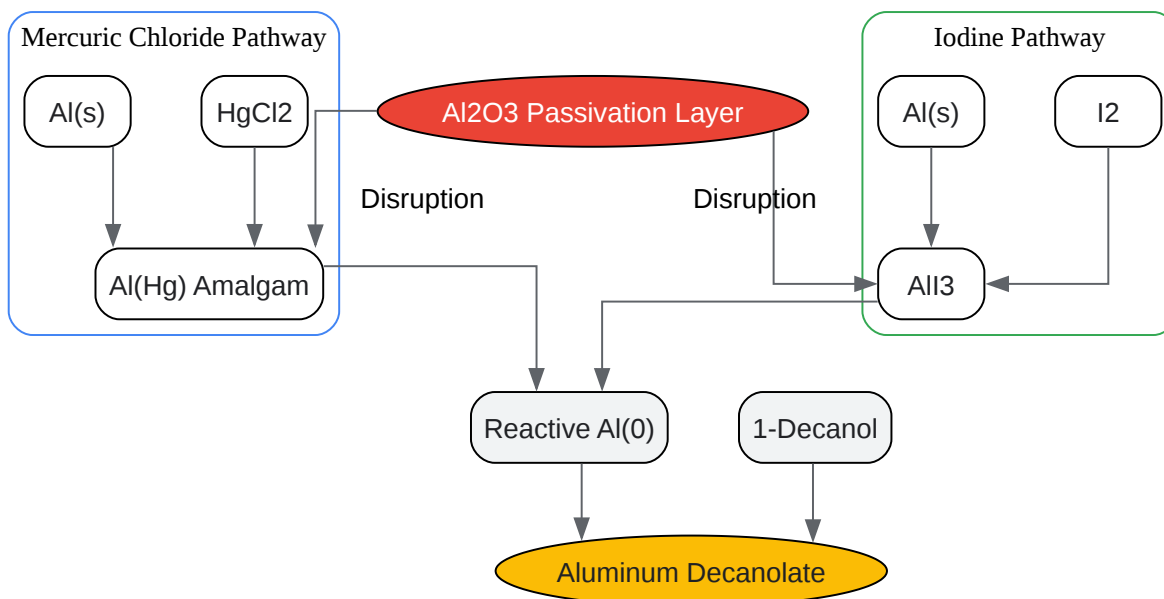 Mercuric Chloride Pathway
Iodine Pathway
Al(s)
HgCl2
Al2O3 Passivation Layer
Al(s)
I2
Disruption
Disruption
Al(Hg) Amalgam
AlI3
Reactive Al(0)
1-Decanol
Aluminum Decanolate